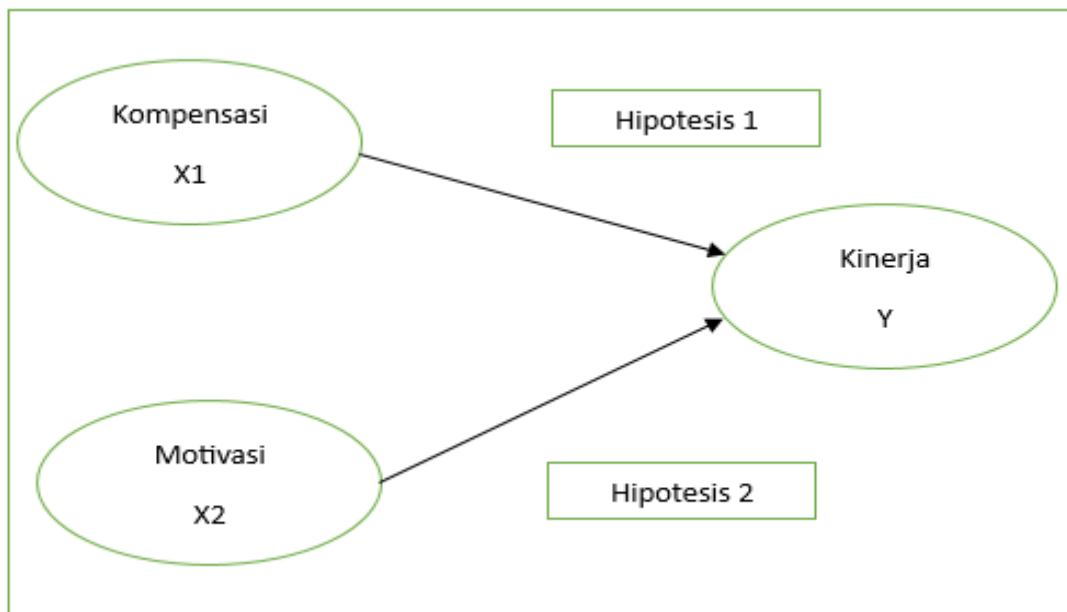 Kompensasi
X1
Hipotesis 1
Kinerja
Y
Motivasi
X2
Hipotesis 2